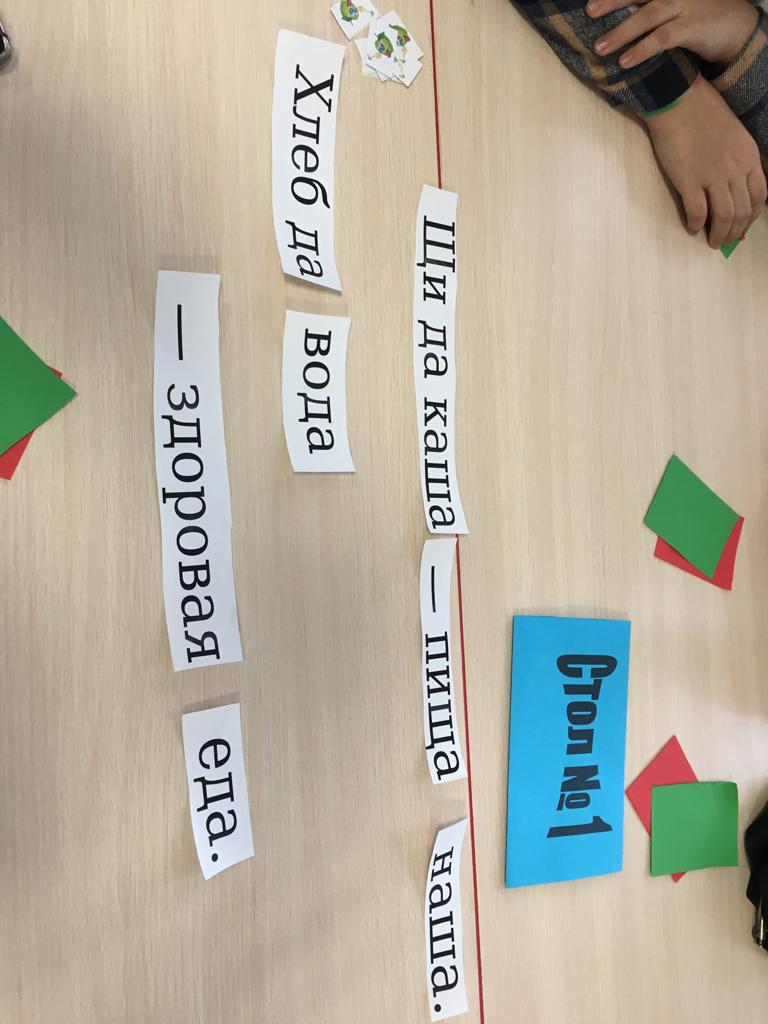 Стол №1
Щи да каша — пища наша.
Хлеб да вода
— здоровая еда.